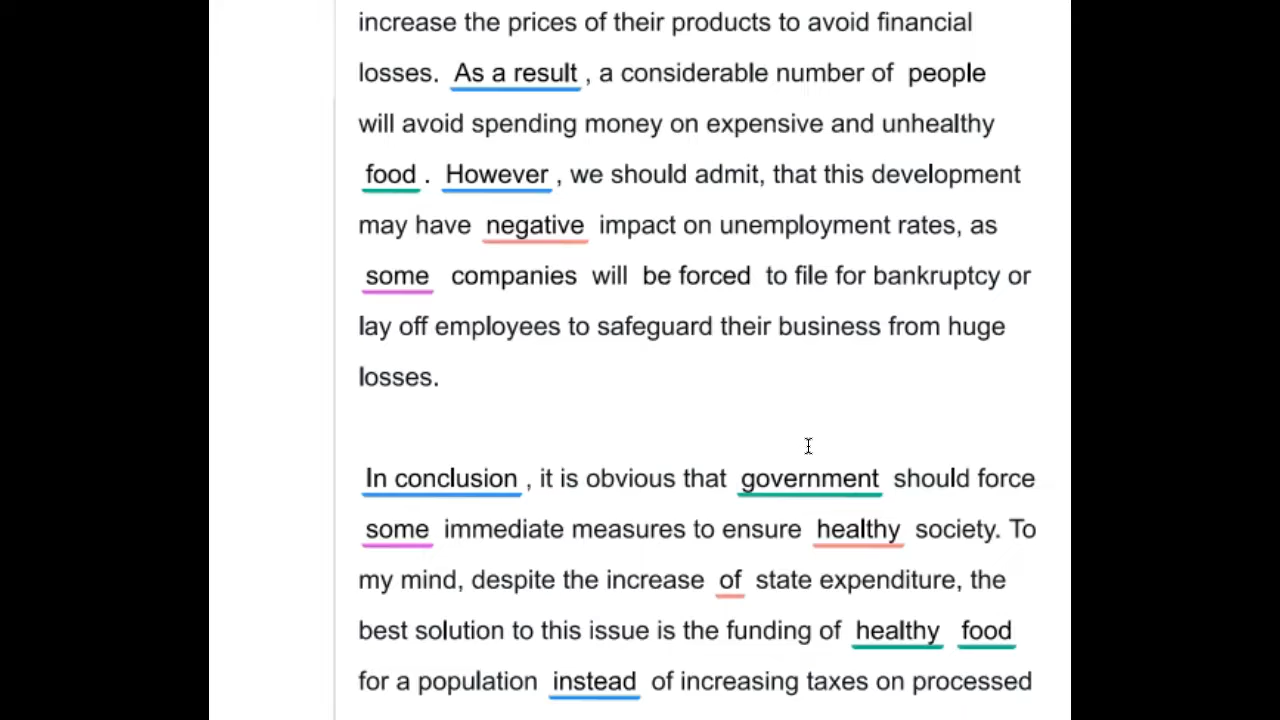 increase the prices of their products to avoid financial
losses. As a result , a considerable number of people
will avoid spending money on expensive and unhealthy
food . However , we should admit, that this development
may have negative impact on unemployment rates, as
some companies will be forced to file for bankruptcy or
lay off employees to safeguard their business from huge
losses.
In conclusion , it is obvious that government should force
some immediate measures to ensure healthy society. To
my mind, despite the increase of state expenditure, the
best solution to this issue is the funding of healthy food
for a population instead of increasing taxes on processed